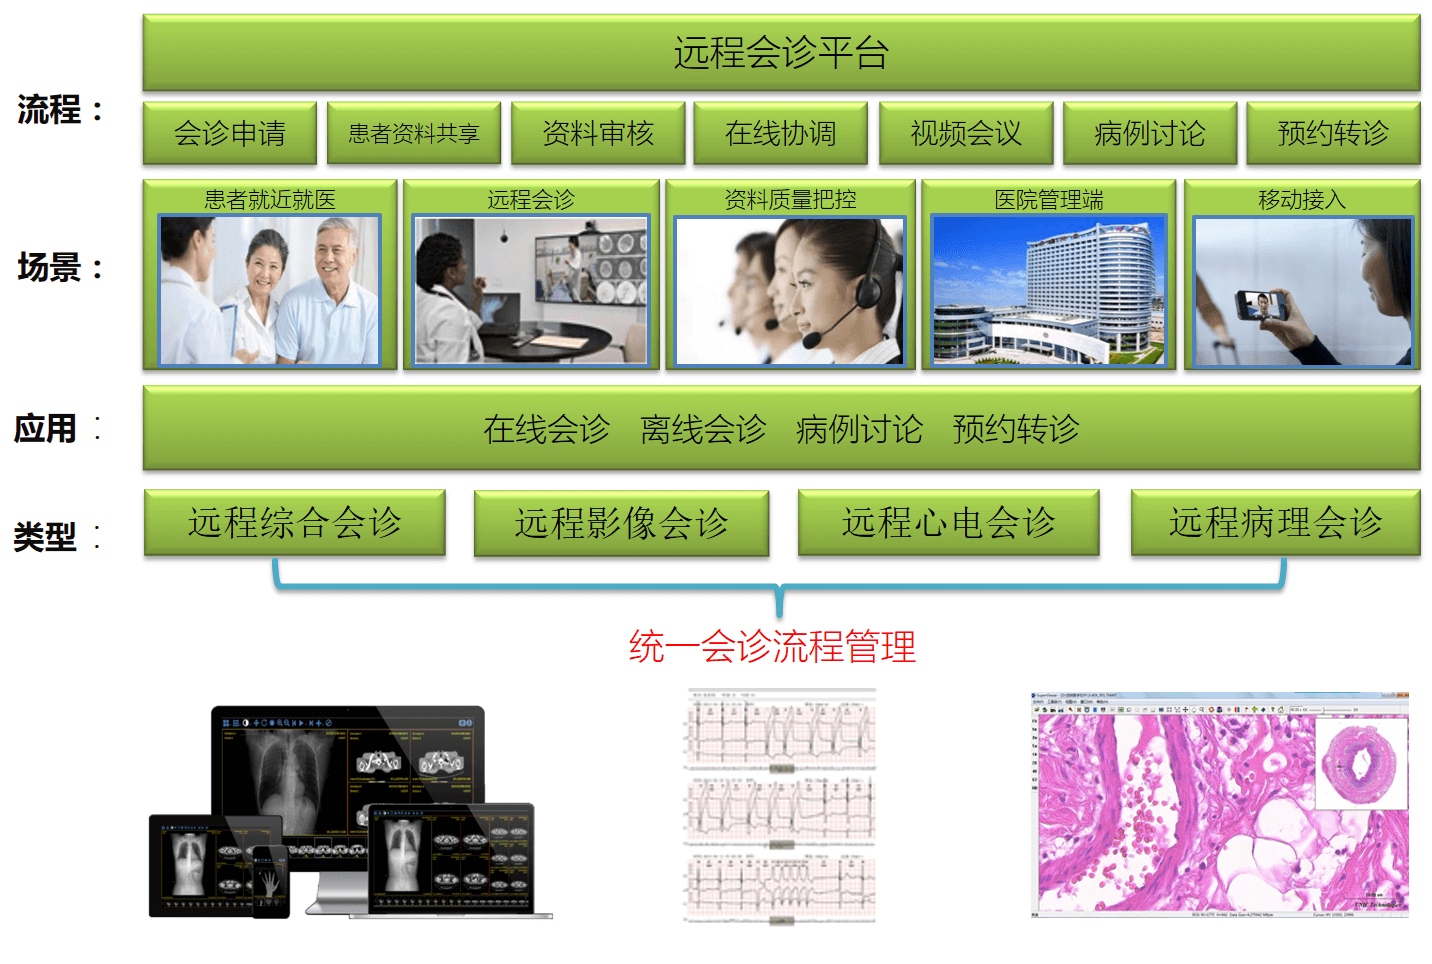 远程会诊平台
流程：
会诊申请 患者资料共享 资料审核 在线协调 视频会议 病例讨论 预约转诊
场景：
患者就近就医 远程会诊 资料质量把控 医院管理端 移动接入
应用：
在线会诊 离线会诊 病例讨论 预约转诊
类型：
远程综合会诊 远程影像会诊 远程心电会诊 远程病理会诊
统一会诊流程管理